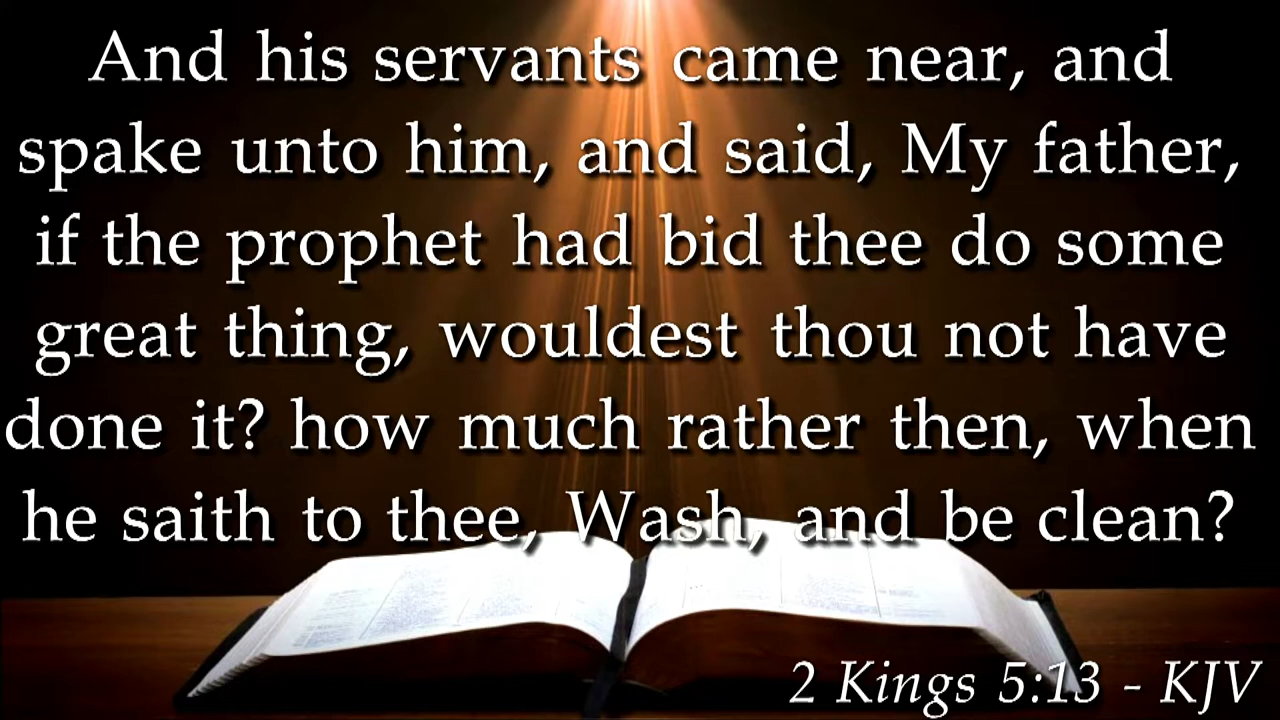 And his servants came near, and
spake unto him, and said, My father,
if the prophet had bid thee do some
great thing, wouldest thou not have
done it? how much rather then, when
he saith to thee, Wash, and be clean?
2 Kings 5:13 - KJV